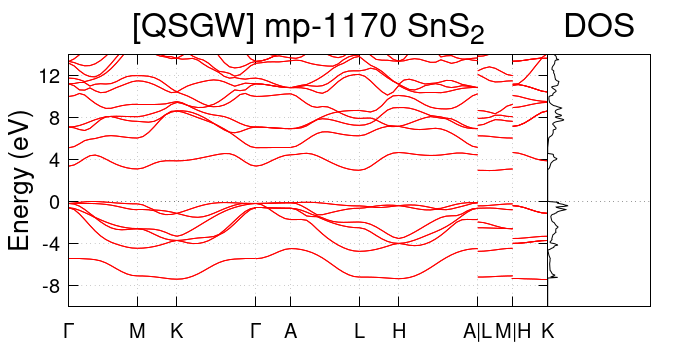 [QSGW] mp-1170 SnS2 DOS
Energy (eV)
12
8
4
0
-4
-8
Γ M K Γ A L H A|L M|H K